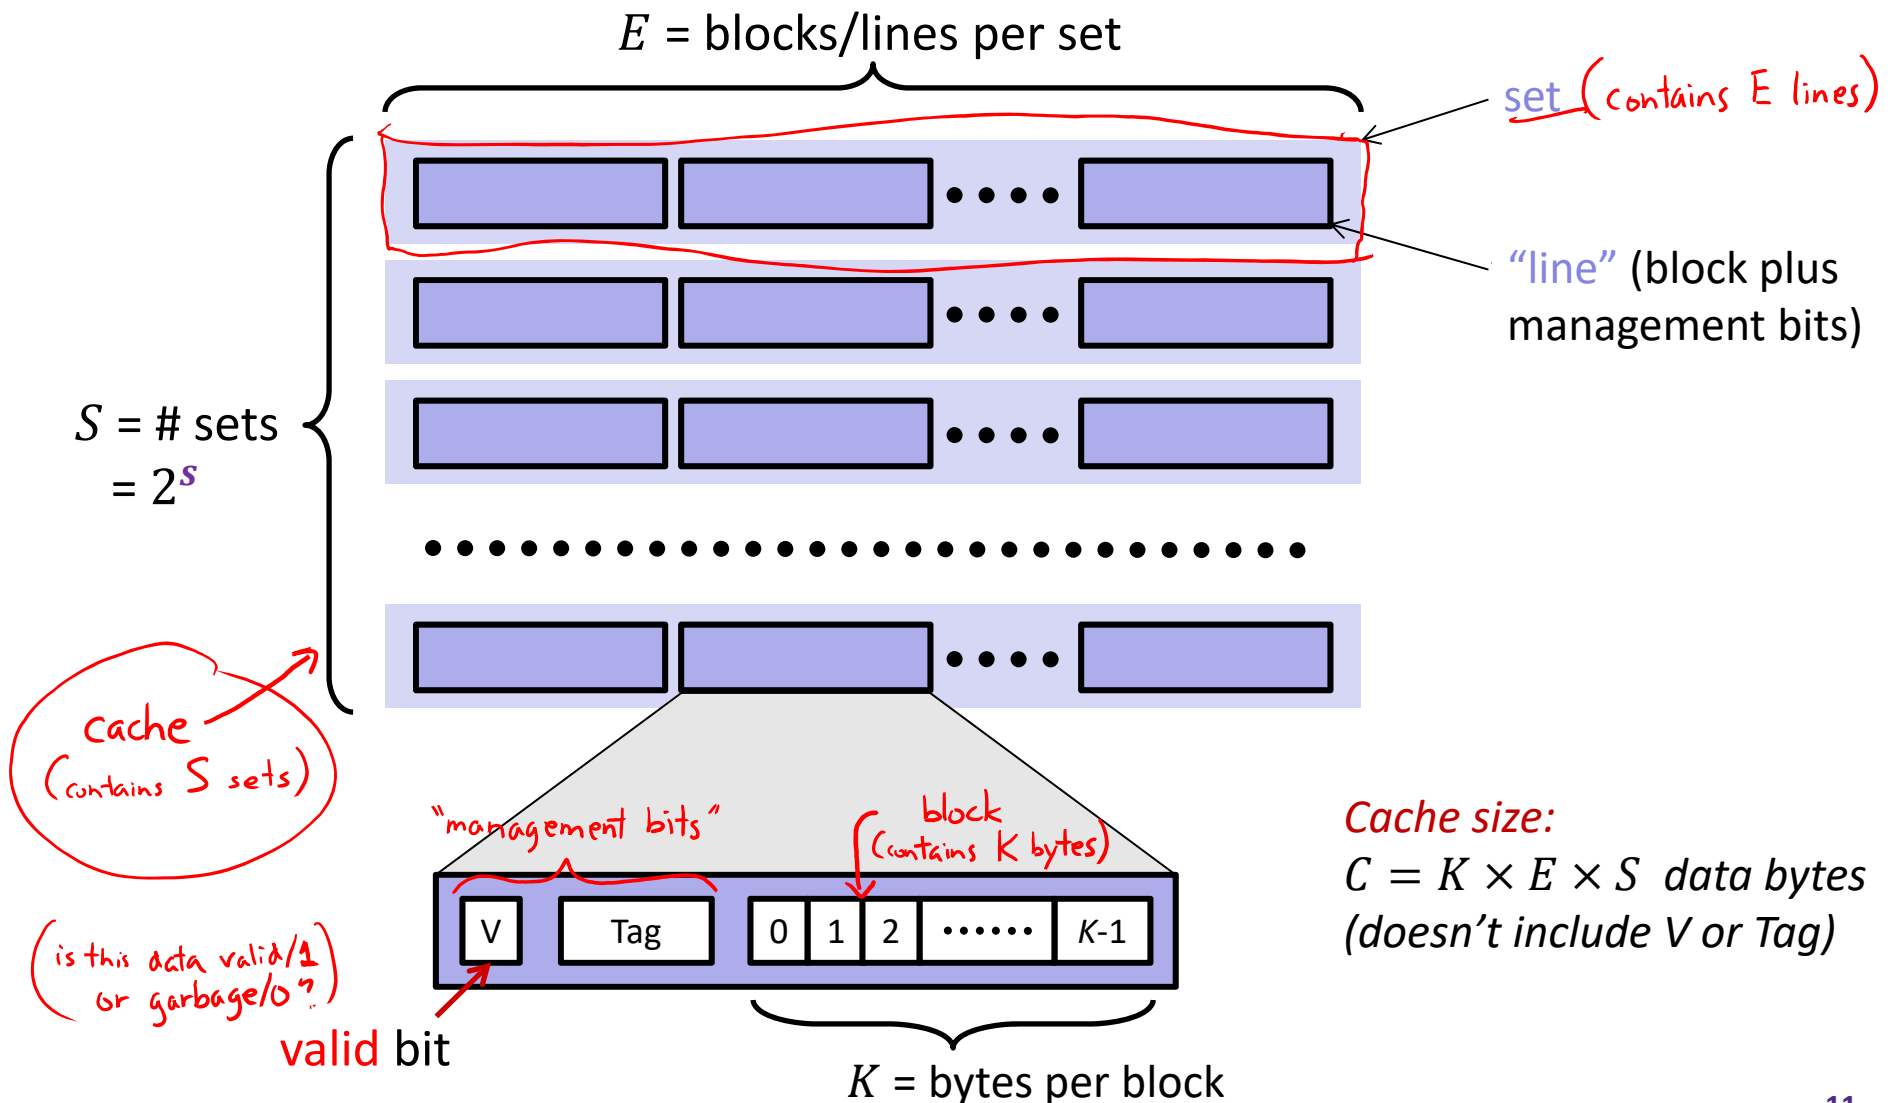 E = blocks/lines per set
set (contains E lines)
"line" (block plus
management bits)
S = # sets
= 2^s
cache
(contains S sets)
"management bits"
block
(contains K bytes)
V Tag 0 1 2 •••••• K-1
(is this data valid/1
or garbage/0?)
valid bit
K = bytes per block
Cache size:
C = K × E × S data bytes
(doesn't include V or Tag)
11